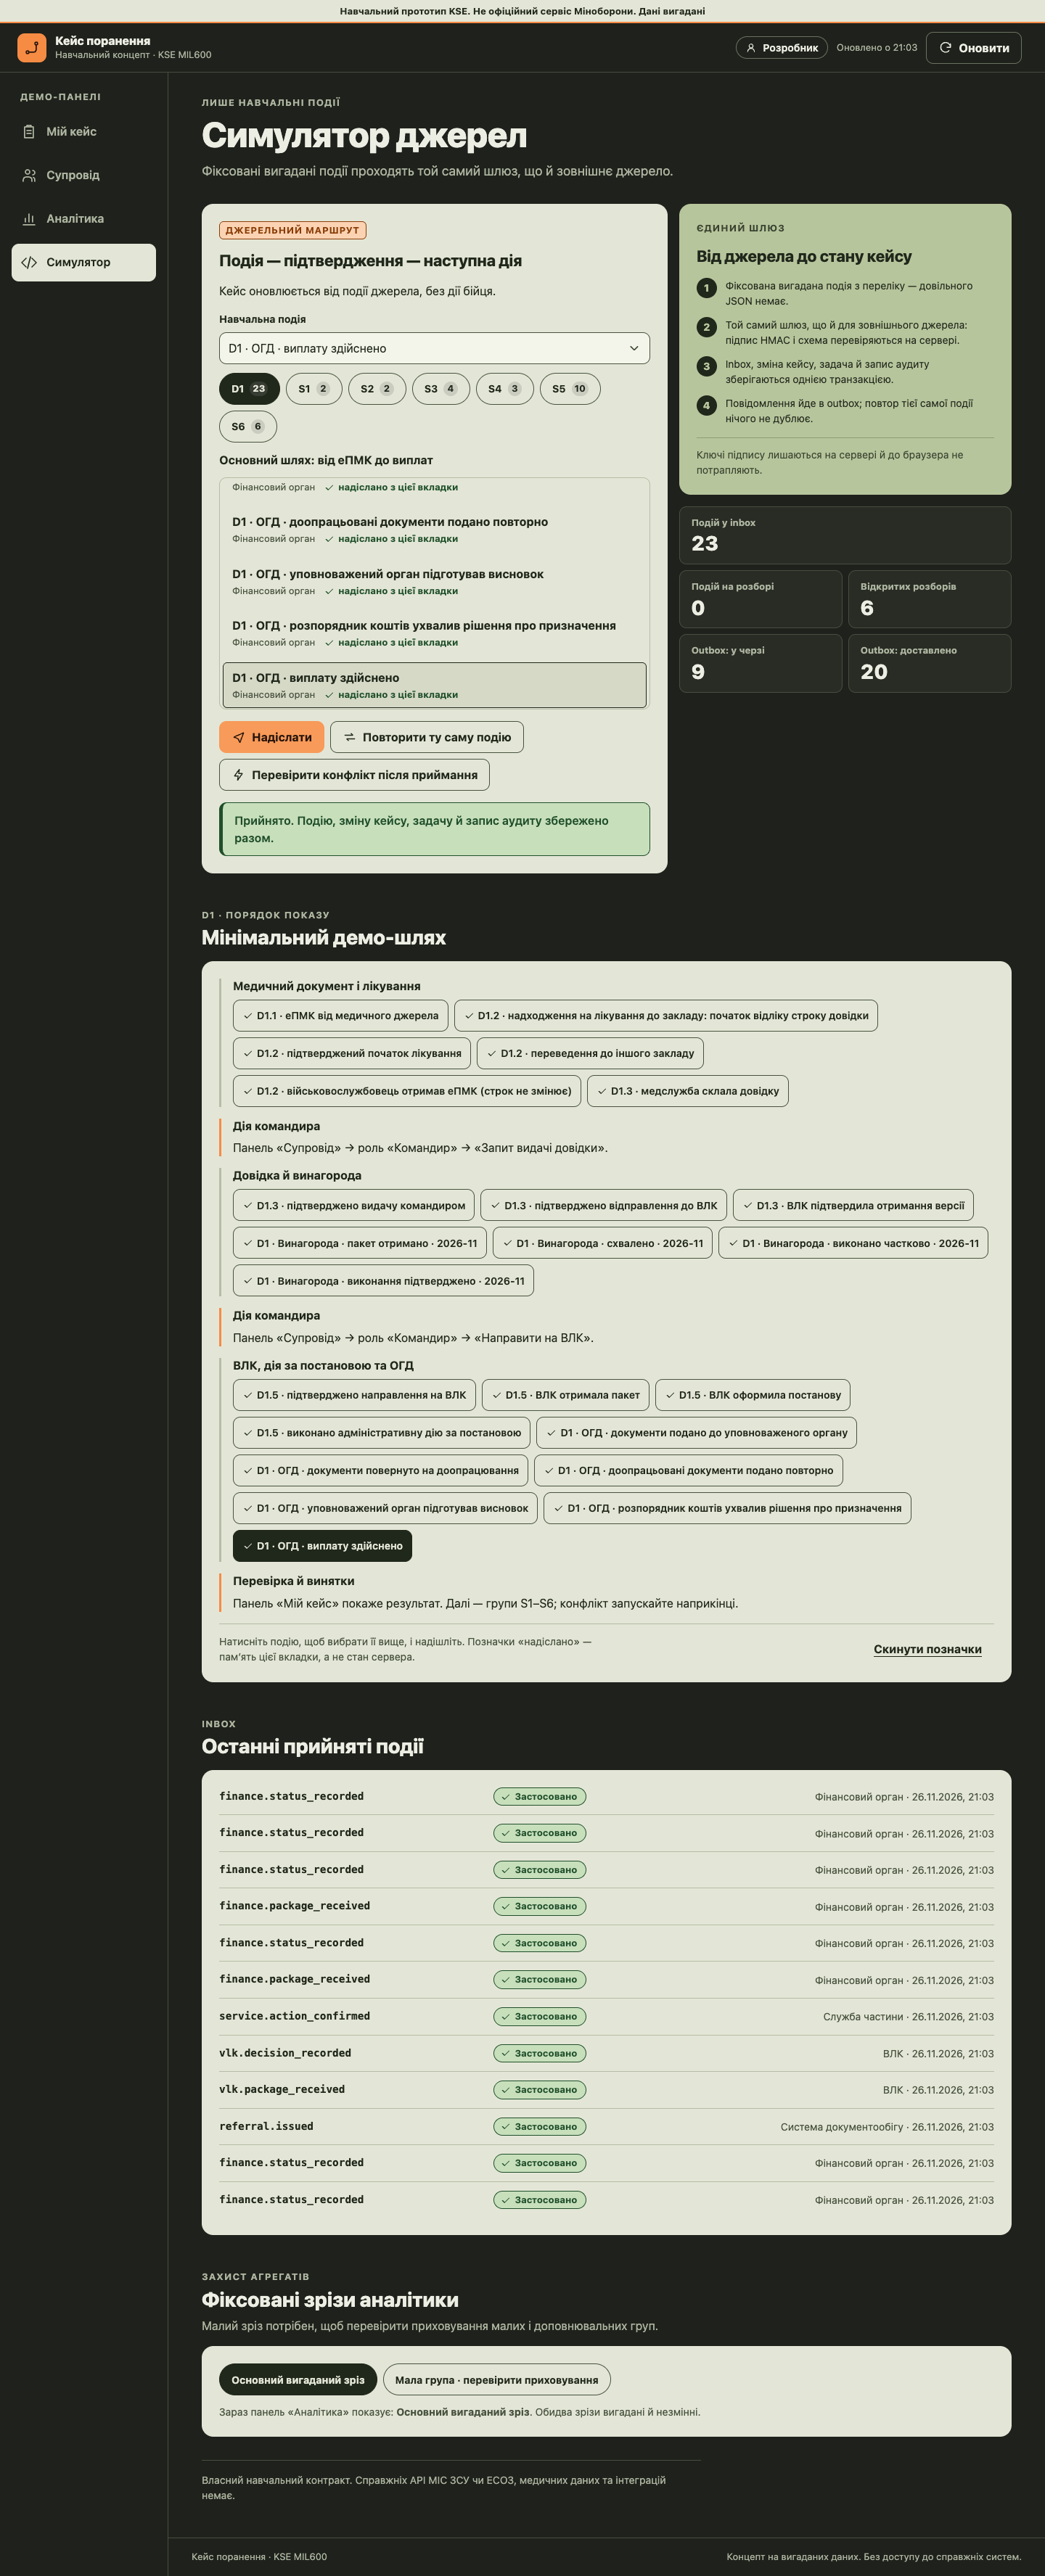 Навчальний прототип KSE. Не офіційний сервіс Міноборони. Дані вигадані
Кейс поранення
Навчальний концепт · KSE MIL600
Розробник
Оновлено о 21:03
Оновити
ДЕМО-ПАНЕЛІ
Мій кейс
Супровід
Аналітика
Симулятор
ЛИШЕ НАВЧАЛЬНІ ПОДІЇ
Симулятор джерел
Фіксовані вигадані події проходять той самий шлюз, що й зовнішнє джерело.
ДЖЕРЕЛЬНИЙ МАРШРУТ
Подія — підтвердження — наступна дія
Кейс оновлюється від події джерела, без дії бійця.
Навчальна подія
D1 · ОГД · виплату здійснено
D1 23
S1 2
S2 2
S3 4
S4 3
S5 10
S6 6
Основний шлях: від еПМК до виплат
Фінансовий орган надіслано з цієї вкладки
D1 · ОГД · доопрацьовані документи подано повторно
Фінансовий орган надіслано з цієї вкладки
D1 · ОГД · уповноважений орган підготував висновок
Фінансовий орган надіслано з цієї вкладки
D1 · ОГД · розпорядник коштів ухвалив рішення про призначення
Фінансовий орган надіслано з цієї вкладки
D1 · ОГД · виплату здійснено
Фінансовий орган надіслано з цієї вкладки
Надіслати
Повторити ту саму подію
Перевірити конфлікт після приймання
Прийнято. Подію, зміну кейсу, задачу й запис аудиту збережено
разом.
ЄДИНИЙ ШЛЮЗ
Від джерела до стану кейсу
1 Фіксована вигадана подія з переліку — довільного
JSON немає.
2 Той самий шлюз, що й для зовнішнього джерела:
підпис HMAC і схема перевіряються на сервері.
3 Inbox, зміна кейсу, задача й запис аудиту
зберігаються однією транзакцією.
4 Повідомлення йде в outbox; повтор тієї самої події
нічого не дублює.
Ключі підпису лишаються на сервері й до браузера не
потрапляють.
Подій у inbox
23
Подій на розборі
0
Відкритих розборів
6
Outbox: у черзі
9
Outbox: доставлено
20
D1 · ПОРЯДОК ПОКАЗУ
Мінімальний демо-шлях
Медичний документ і лікування
D1.1 · еПМК від медичного джерела
D1.2 · надходження на лікування до закладу: початок відліку строку довідки
D1.2 · підтверджений початок лікування
D1.2 · переведення до іншого закладу
D1.2 · військовослужбовець отримав еПМК (строк не змінює)
D1.3 · медслужба склала довідку
Дія командира
Панель «Супровід» → роль «Командир» → «Запит видачі довідки».
Довідка й винагорода
D1.3 · підтверджено видачу командиром
D1.3 · підтверджено відправлення до ВЛК
D1.3 · ВЛК підтвердила отримання версії
D1 · Винагорода · пакет отримано · 2026-11
D1 · Винагорода · схвалено · 2026-11
D1 · Винагорода · виконано частково · 2026-11
D1 · Винагорода · виконання підтверджено · 2026-11
Дія командира
Панель «Супровід» → роль «Командир» → «Направити на ВЛК».
ВЛК, дія за постановою та ОГД
D1.5 · підтверджено направлення на ВЛК
D1.5 · ВЛК отримала пакет
D1.5 · ВЛК оформила постанову
D1.5 · виконано адміністративну дію за постановою
D1 · ОГД · документи подано до уповноваженого органу
D1 · ОГД · документи повернуто на доопрацювання
D1 · ОГД · доопрацьовані документи подано повторно
D1 · ОГД · уповноважений орган підготував висновок
D1 · ОГД · розпорядник коштів ухвалив рішення про призначення
D1 · ОГД · виплату здійснено
Перевірка й винятки
Панель «Мій кейс» покаже результат. Далі — групи S1–S6; конфлікт запускайте наприкінці.
Натисніть подію, щоб вибрати її вище, і надішліть. Позначки «надіслано» —
пам'ять цієї вкладки, а не стан сервера.
Скинути позначки
INBOX
Останні прийняті події
finance.status_recorded Застосовано Фінансовий орган · 26.11.2026, 21:03
finance.status_recorded Застосовано Фінансовий орган · 26.11.2026, 21:03
finance.status_recorded Застосовано Фінансовий орган · 26.11.2026, 21:03
finance.package_received Застосовано Фінансовий орган · 26.11.2026, 21:03
finance.status_recorded Застосовано Фінансовий орган · 26.11.2026, 21:03
finance.package_received Застосовано Фінансовий орган · 26.11.2026, 21:03
service.action_confirmed Застосовано Служба частини · 26.11.2026, 21:03
vlk.decision_recorded Застосовано ВЛК · 26.11.2026, 21:03
vlk.package_received Застосовано ВЛК · 26.11.2026, 21:03
referral.issued Застосовано Система документообігу · 26.11.2026, 21:03
finance.status_recorded Застосовано Фінансовий орган · 26.11.2026, 21:03
finance.status_recorded Застосовано Фінансовий орган · 26.11.2026, 21:03
ЗАХИСТ АГРЕГАТІВ
Фіксовані зрізи аналітики
Малий зріз потрібен, щоб перевірити приховування малих і доповнювальних груп.
Основний вигаданий зріз
Мала група · перевірити приховування
Зараз панель «Аналітика» показує: Основний вигаданий зріз. Обидва зрізи вигадані й незмінні.
Власний навчальний контракт. Справжніх API МІС ЗСУ чи ЕСОЗ, медичних даних та інтеграцій
немає.
Кейс поранення · KSE MIL600
Концепт на вигаданих даних. Без доступу до справжніх систем.